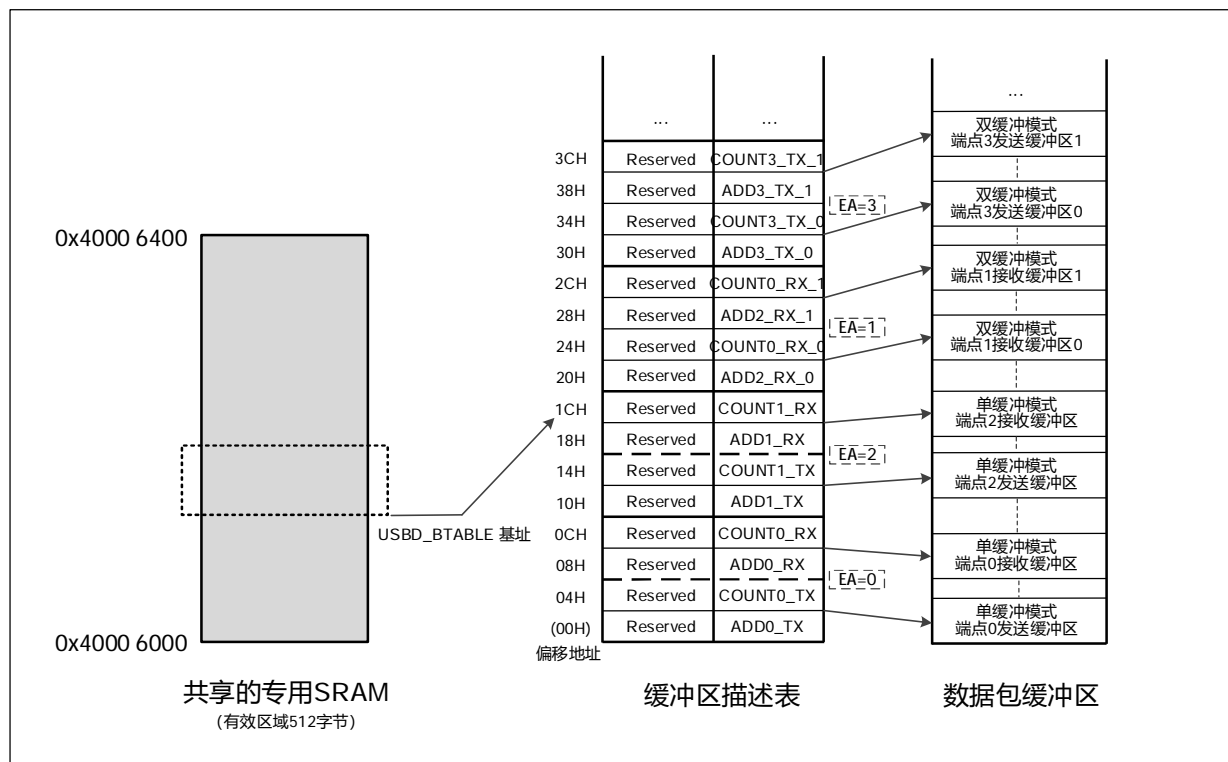 0x4000 6400
0x4000 6000
共享的专用SRAM
(有效区域512字节)
USBD_BTABLE 基址
... ...
3CH Reserved COUNT3_TX_1
38H Reserved ADD3_TX_1
34H Reserved COUNT3_TX_0
30H Reserved ADD3_TX_0
2CH Reserved COUNT0_RX_1
28H Reserved ADD2_RX_1
24H Reserved COUNT0_RX_0
20H Reserved ADD2_RX_0
1CH Reserved COUNT1_RX
18H Reserved ADD1_RX
14H Reserved COUNT1_TX
10H Reserved ADD1_TX
0CH Reserved COUNT0_RX
08H Reserved ADD0_RX
04H Reserved COUNT0_TX
(00H) Reserved ADD0_TX
偏移地址
缓冲区描述表
EA=3
EA=1
EA=2
EA=0
...
双缓冲模式
端点3发送缓冲区1
双缓冲模式
端点3发送缓冲区0
双缓冲模式
端点1接收缓冲区1
双缓冲模式
端点1接收缓冲区0
单缓冲模式
端点2接收缓冲区
单缓冲模式
端点2发送缓冲区
单缓冲模式
端点0接收缓冲区
单缓冲模式
端点0发送缓冲区
数据包缓冲区